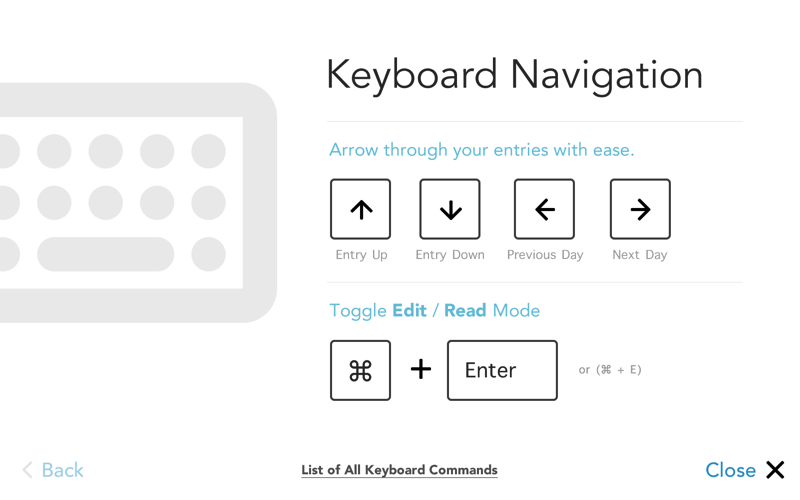 Keyboard Navigation
Arrow through your entries with ease.
Entry Up Entry Down Previous Day Next Day
Toggle Edit / Read Mode
⌘ + Enter or (⌘ + E)
Back List of All Keyboard Commands Close